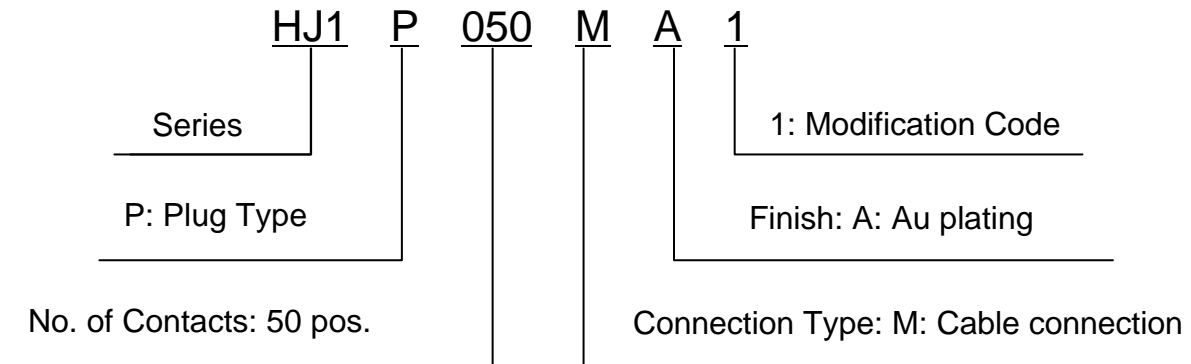 HJ1 P 050 M A 1
Series
1: Modification Code
P: Plug Type
Finish: A: Au plating
No. of Contacts: 50 pos.
Connection Type: M: Cable connection